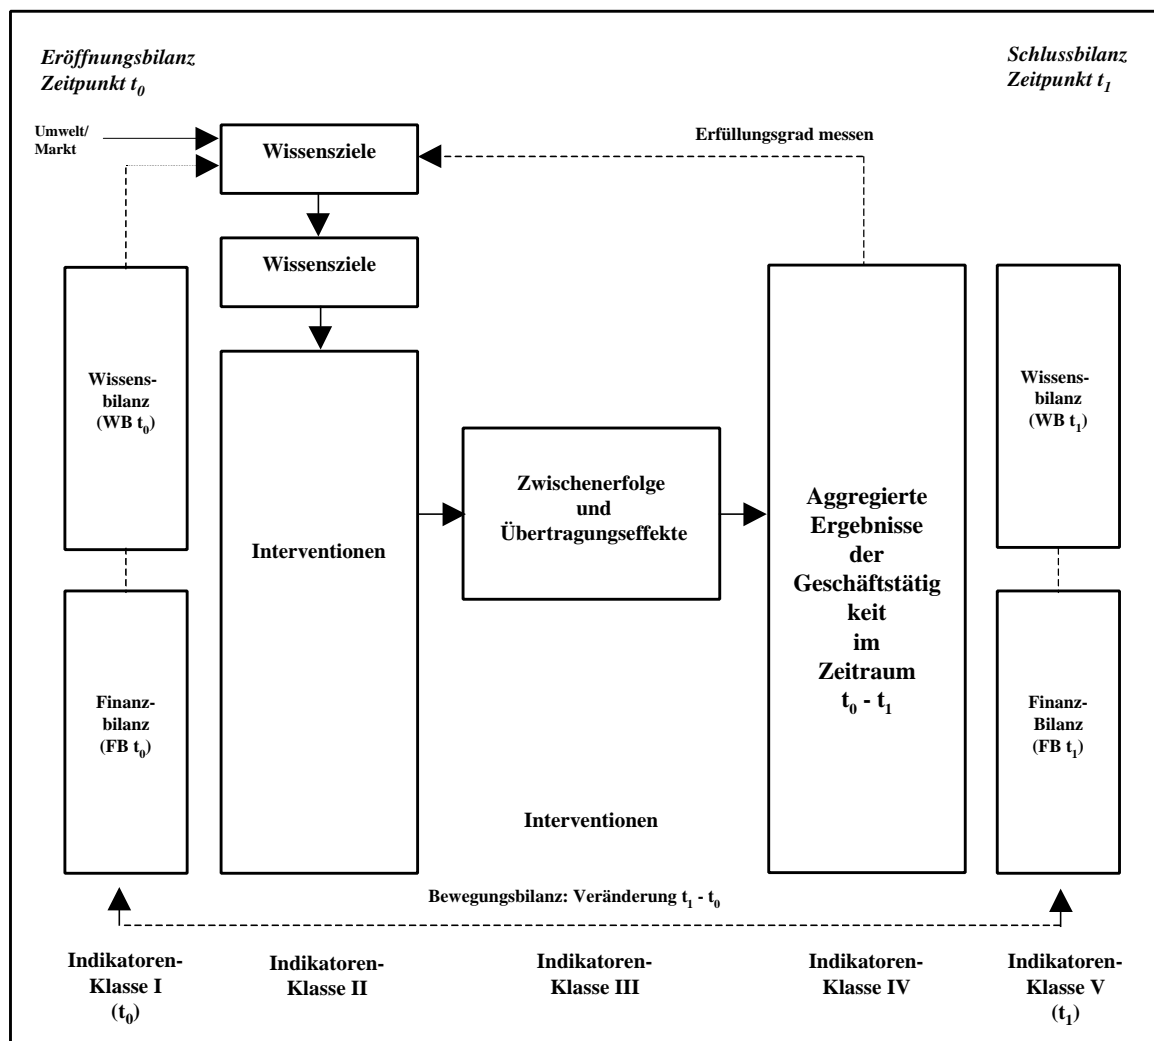 Eröffnungsbilanz
Zeitpunkt t0
Schlussbilanz
Zeitpunkt t1
Umwelt/
Markt
Wissensziele
Erfüllungsgrad messen
Wissensziele
Wissens-
bilanz
(WB t0)
Finanz-
bilanz
(FB t0)
Interventionen
Zwischenerfolge
und
Übertragungseffekte
Interventionen
Aggregierte
Ergebnisse
der
Geschäftstätig
keit
im
Zeitraum
t0 - t1
Wissens-
bilanz
(WB t1)
Finanz-
Bilanz
(FB t1)
Bewegungsbilanz: Veränderung t1 - t0
Indikatoren-
Klasse I
(t0)
Indikatoren-
Klasse II
Indikatoren-
Klasse III
Indikatoren-
Klasse IV
Indikatoren-
Klasse V
(t1)